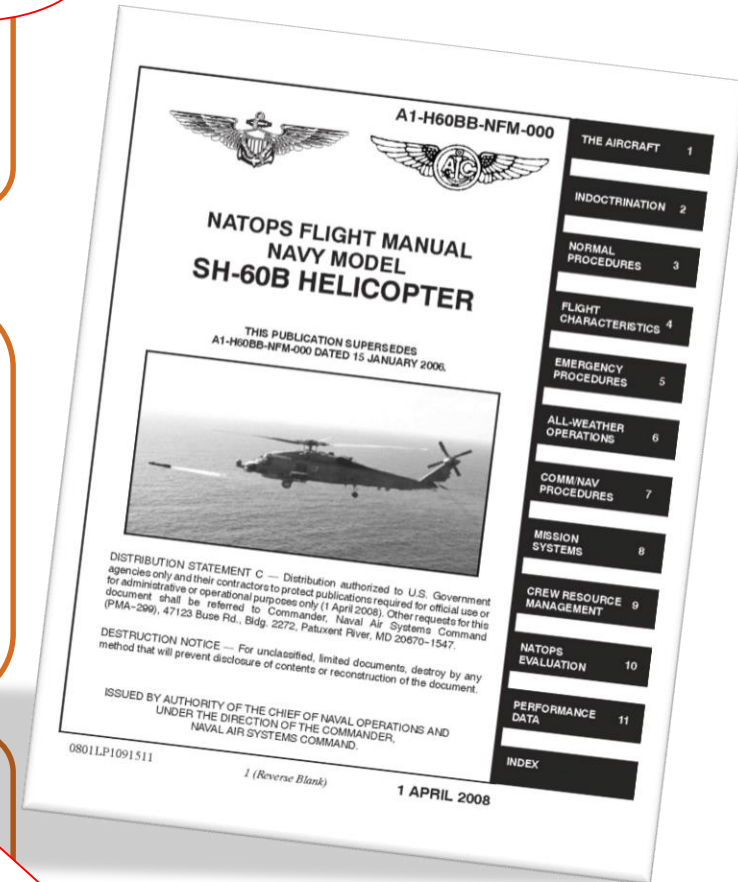 A1-H60BB-NFM-000
NATOPS FLIGHT MANUAL
NAVY MODEL
SH-60B HELICOPTER
THIS PUBLICATION SUPERSEDES
A1-H60BB-NFM-000 DATED 15 JANUARY 2006.
DISTRIBUTION STATEMENT C — Distribution authorized to U.S. Government
agencies only and their contractors to protect publications required for official use or
for administrative or operational purposes only (1 April 2008). Other requests for this
document shall be referred to Commander, Naval Air Systems Command
(PMA-299), 47123 Buse Rd., Bldg. 2272, Patuxent River, MD 20670-1547.
DESTRUCTION NOTICE — For unclassified, limited documents, destroy by any
method that will prevent disclosure of contents or reconstruction of the document.
ISSUED BY AUTHORITY OF THE CHIEF OF NAVAL OPERATIONS AND
UNDER THE DIRECTION OF THE COMMANDER,
NAVAL AIR SYSTEMS COMMAND.
0801LP1091511
1 (Reverse Blank)
1 APRIL 2008
THE AIRCRAFT 1
INDOCTRINATION 2
NORMAL
PROCEDURES 3
FLIGHT
CHARACTERISTICS 4
EMERGENCY
PROCEDURES 5
ALL-WEATHER
OPERATIONS 6
COMM/NAV
PROCEDURES 7
MISSION
SYSTEMS 8
CREW RESOURCE
MANAGEMENT 9
NATOPS
EVALUATION 10
PERFORMANCE
DATA 11
INDEX